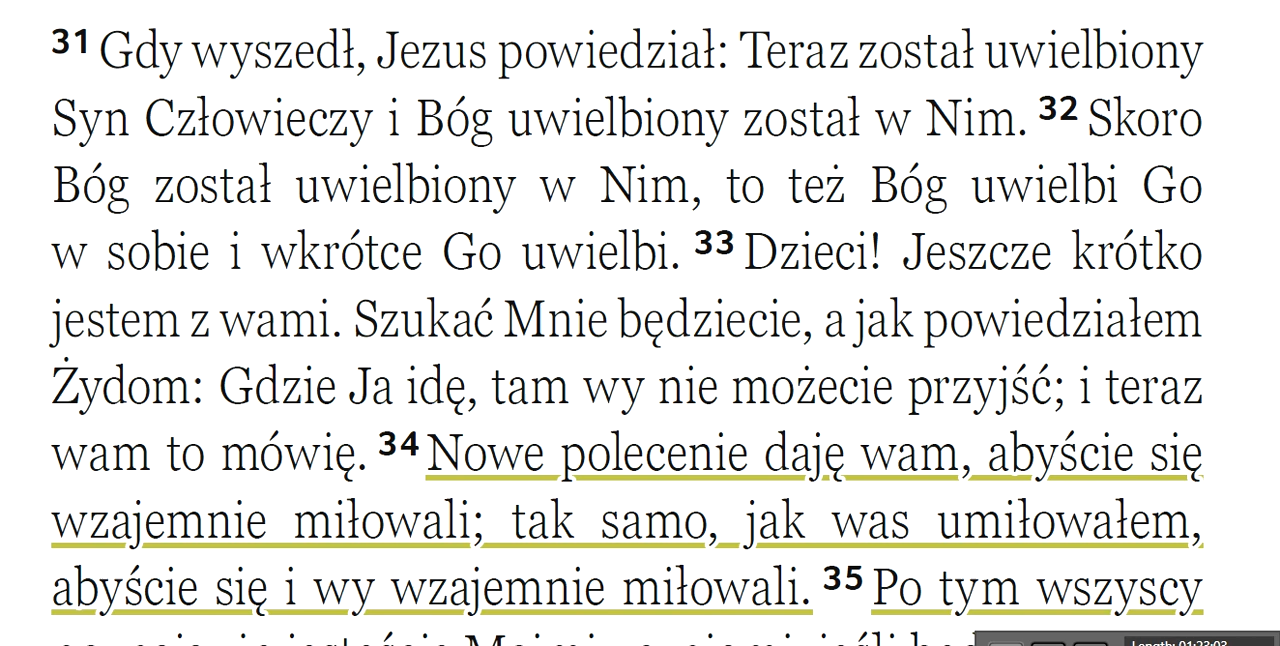 31 Gdy wyszedł, Jezus powiedział: Teraz został uwielbiony
Syn Człowieczy i Bóg uwielbiony został w Nim. 32 Skoro
Bóg został uwielbiony w Nim, to też Bóg uwielbi Go
w sobie i wkrótce Go uwielbi. 33 Dzieci! Jeszcze krótko
jestem z wami. Szukać Mnie będziecie, a jak powiedziałem
Żydom: Gdzie Ja idę, tam wy nie możecie przyjść; i teraz
wam to mówię. 34 Nowe polecenie daję wam, abyście się
wzajemnie miłowali; tak samo, jak was umiłowałem,
abyście się i wy wzajemnie miłowali. 35 Po tym wszyscy
Length: 01:23:03